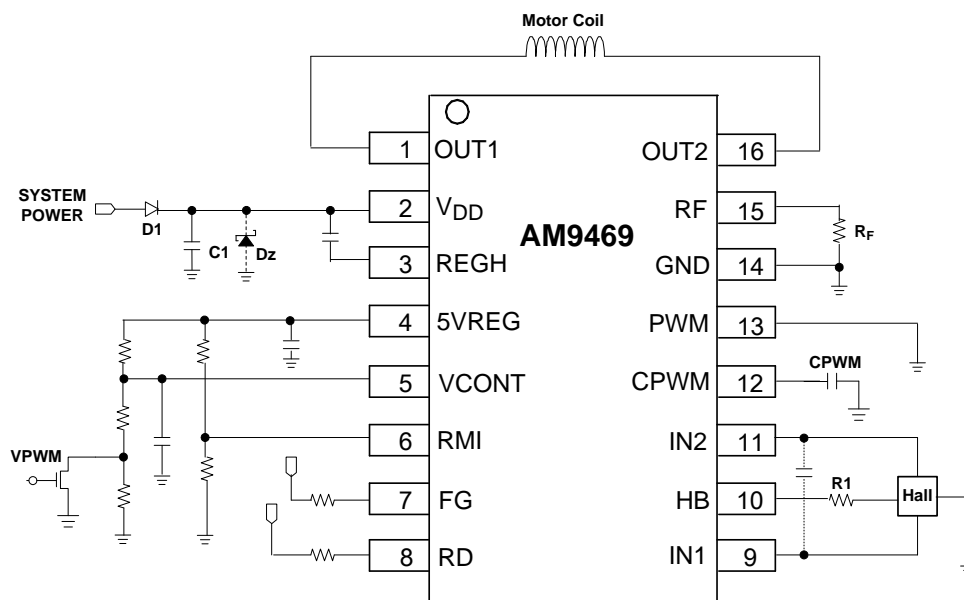 Motor Coil
1 OUT1
OUT2 16
SYSTEM
POWER
D1
C1
Dz
2 VDD
RF 15
RF
AM9469
3 REGH
GND 14
4 5VREG
PWM 13
5 VCONT
CPWM 12
CPWM
6 RMI
IN2 11
VPWM
7 FG
HB 10
R1
Hall
8 RD
IN1 9